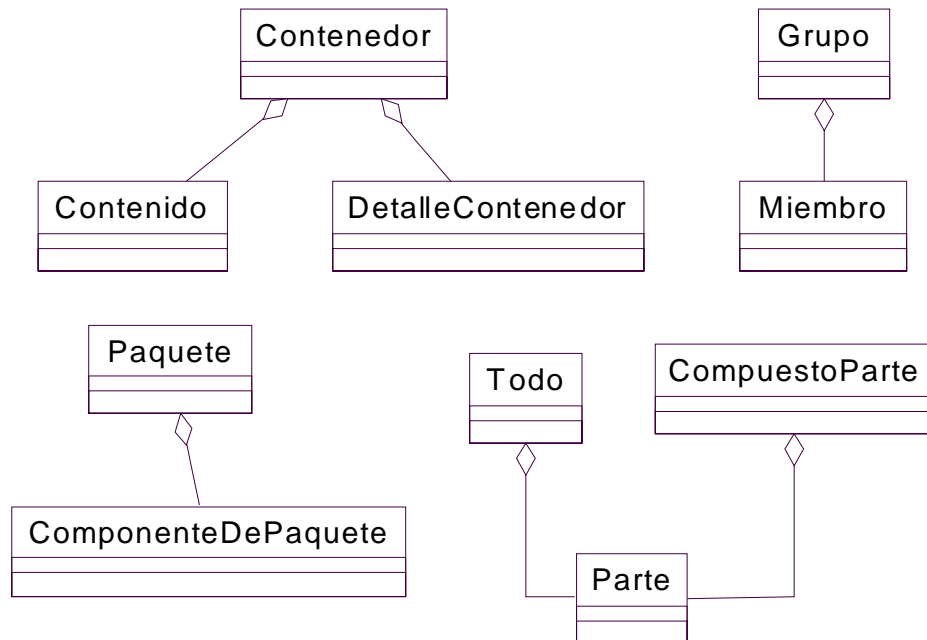 Contenedor
Grupo
Contenido
DetalleContenedor
Miembro
Paquete
Todo
CompuestoParte
ComponenteDePaquete
Parte